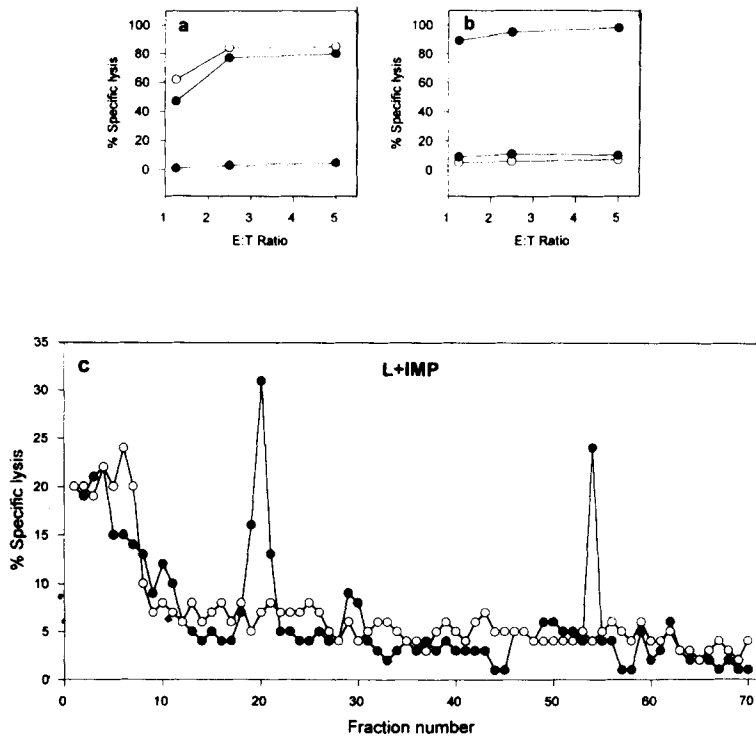 a
100
80
60
40
20
0
% Specific lysis
1 2 3 4 5
E:T Ratio
b
100
80
60
40
20
0
% Specific lysis
1 2 3 4 5
E:T Ratio
c
L+IMP
35
30
25
20
15
10
5
0
% Specific lysis
0 10 20 30 40 50 60 70
Fraction number